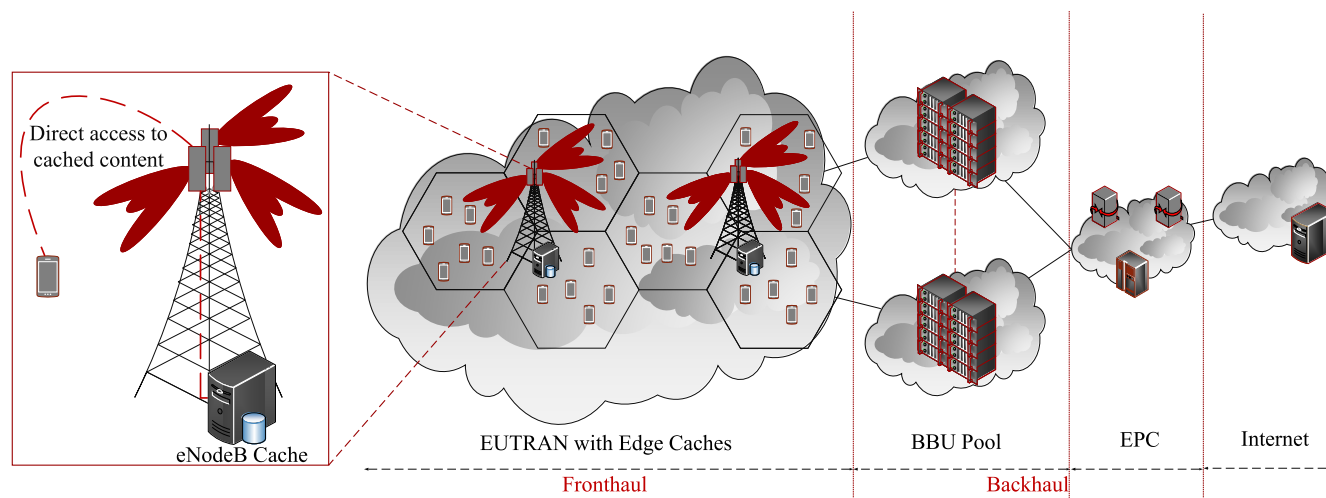 Direct access to
cached content
eNodeB Cache
EUTRAN with Edge Caches
BBU Pool
EPC
Internet
Fronthaul
Backhaul